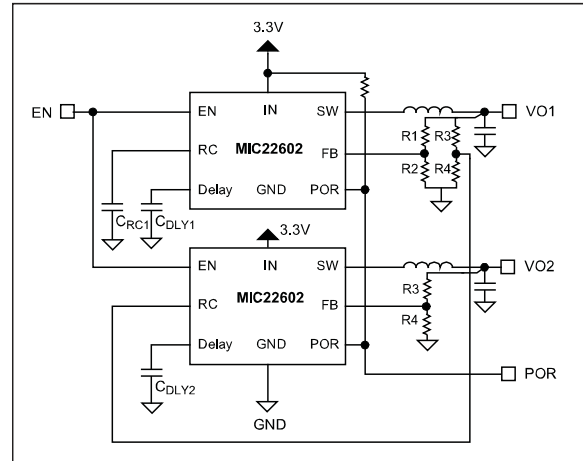 3.3V
EN
EN
IN
SW
VO1
RC
MIC22602
FB
R1
R3
R2
R4
Delay
GND
POR
CRC1
CDLY1
3.3V
EN
IN
SW
VO2
RC
MIC22602
FB
R3
R4
Delay
GND
POR
POR
CDLY2
GND